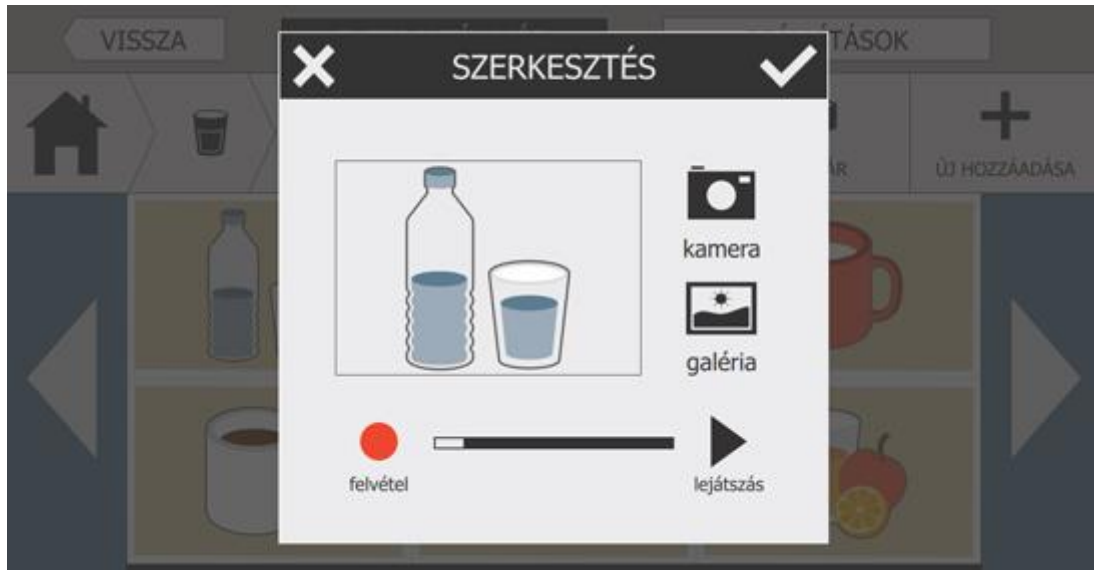 VISSZA
SZERKESZTÉS
ÚJ HOZZÁADÁSA
kamera
galéria
felvétel
lejátszás